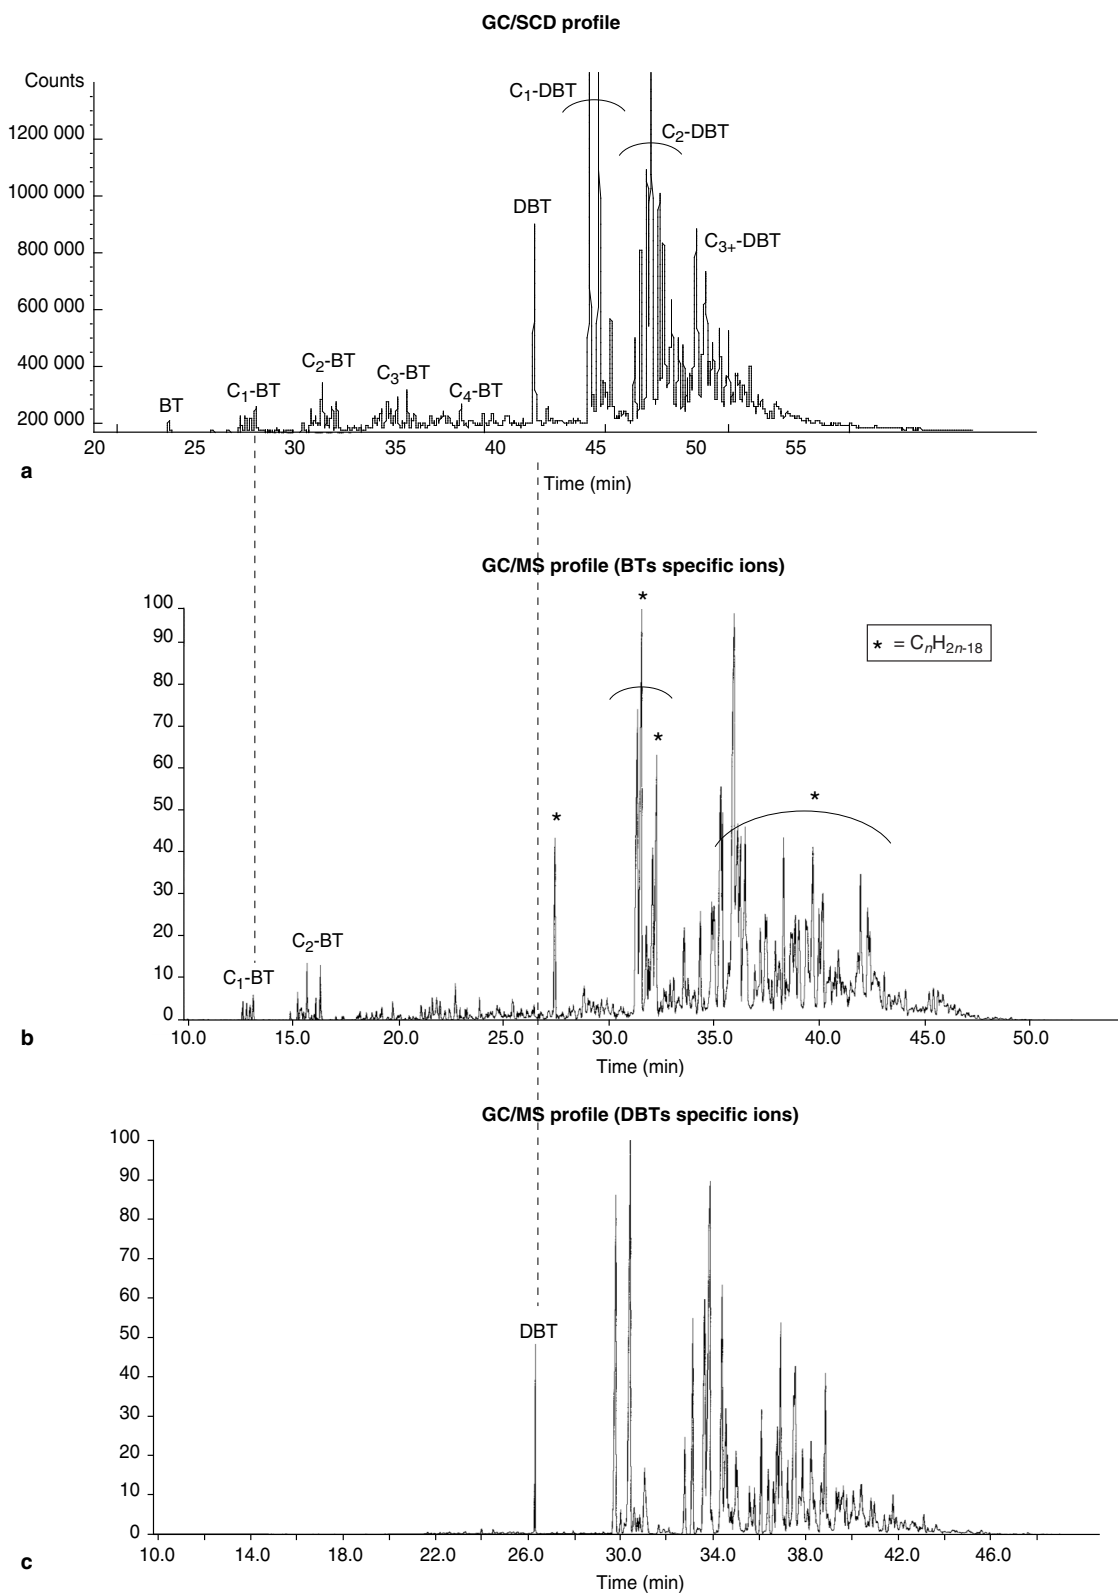 GC/SCD profile
Counts
C1-DBT
C2-DBT
1200 000
1000 000
DBT
C3+-DBT
800 000
600 000
400 000
C2-BT
C3-BT
C1-BT
C4-BT
BT
200 000
20 25 30 35 40 45 50 55
a
Time (min)
GC/MS profile (BTs specific ions)
100
*
* = CnH2n-18
90
80
70
*
60
*
50
*
40
30
20
C2-BT
10
C1-BT
0
10.0 15.0 20.0 25.0 30.0 35.0 40.0 45.0 50.0
b
Time (min)
GC/MS profile (DBTs specific ions)
100
90
80
70
60
50
DBT
40
30
20
10
0
10.0 14.0 18.0 22.0 26.0 30.0 34.0 38.0 42.0 46.0
c
Time (min)